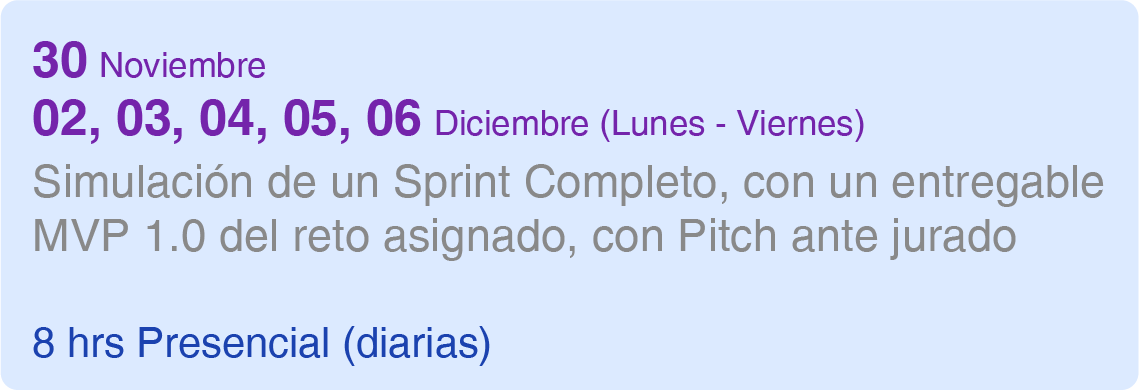 30 Noviembre
02, 03, 04, 05, 06 Diciembre (Lunes - Viernes)
Simulación de un Sprint Completo, con un entregable
MVP 1.0 del reto asignado, con Pitch ante jurado
8 hrs Presencial (diarias)